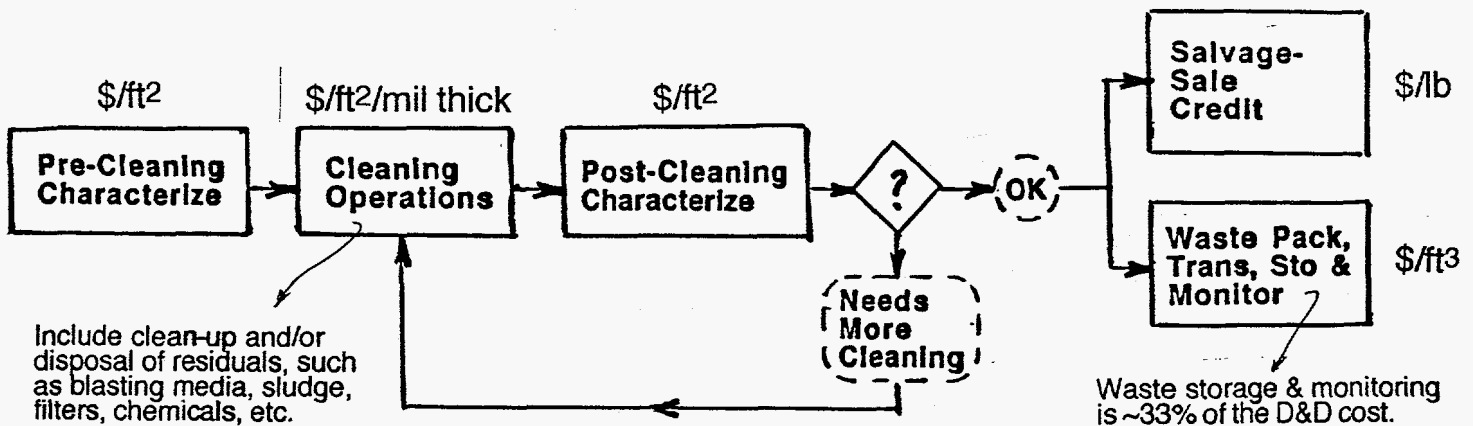 $/ft2
Pre-Cleaning
Characterize
$/ft2/mil thick
Cleaning
Operations
Include clean-up and/or
disposal of residuals, such
as blasting media, sludge,
filters, chemicals, etc.
$/ft2
Post-Cleaning
Characterize
?
OK
Needs
More
Cleaning
Salvage-
Sale
Credit
$/lb
Waste Pack,
Trans, Sto &
Monitor
$/ft3
Waste storage & monitoring
is ~33% of the D&D cost.